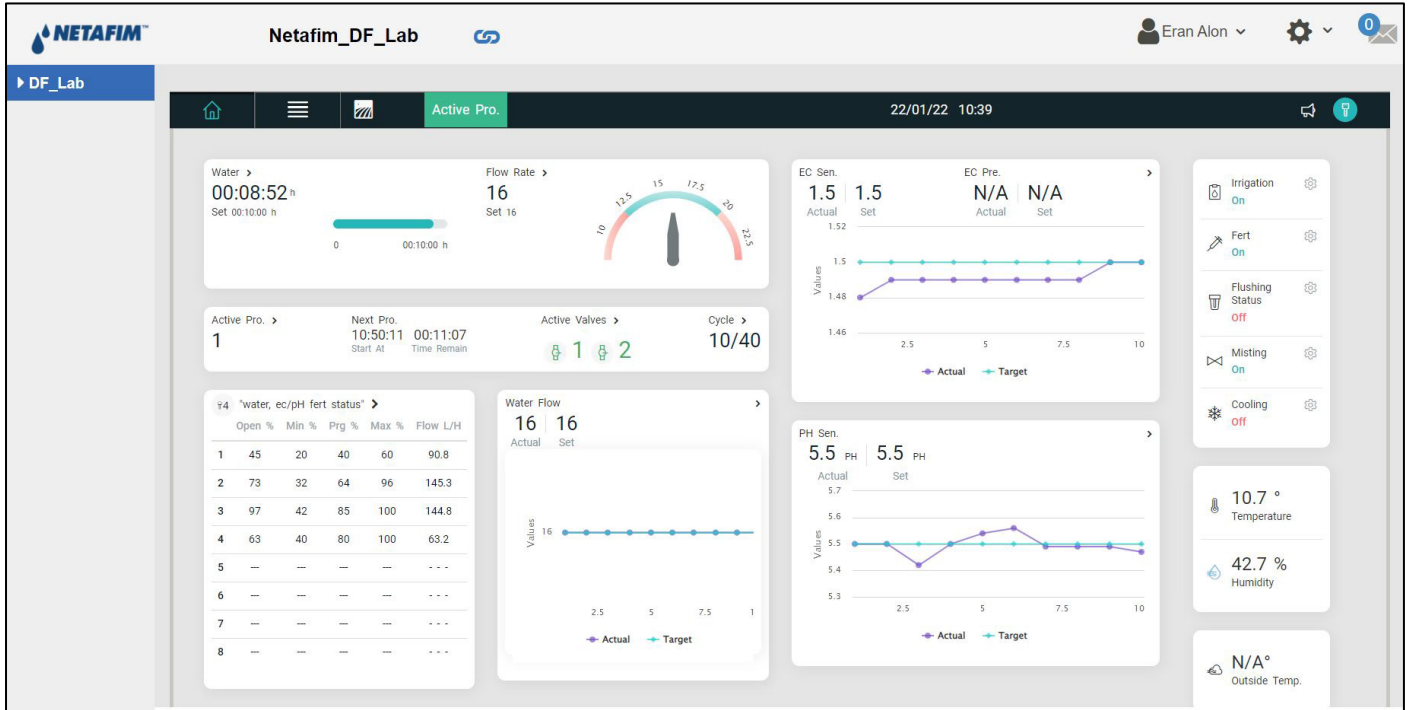 NETAFIM™
Netafim_DF_Lab
Eran Alon
0
DF_Lab
Active Pro.
22/01/22 10:39
Water >
00:08:52 h
Set 00:10:00 h
0
00:10:00 h
Flow Rate >
16
Set 16
10
12.5
15
17.5
20
22.5
Active Pro. >
1
Next Pro.
10:50:11 00:11:07
Start At Time Remain
Active Valves >
1 2
Cycle >
10/40
4 "water, ec/pH fert status" >
Open % Min % Prg % Max % Flow L/H
1 45 20 40 60 90.8
2 73 32 64 96 145.3
3 97 42 85 100 144.8
4 63 40 80 100 63.2
5 --- --- --- --- - - -
6 --- --- --- --- - - -
7 --- --- --- --- - - -
8 --- --- --- --- - - -
Water Flow >
16 16
Actual Set
Values
16
2.5 5 7.5 1
Actual Target
EC Sen. EC Pre. >
1.5 1.5 N/A N/A
Actual Set Actual Set
1.52
1.5
1.48
1.46
Values
2.5 5 7.5 10
Actual Target
PH Sen. >
5.5 PH 5.5 PH
Actual Set
5.7
5.6
5.5
5.4
5.3
Values
2.5 5 7.5 10
Actual Target
Irrigation
On
Fert
On
Flushing
Status
Off
Misting
On
Cooling
Off
10.7 °
Temperature
42.7 %
Humidity
N/A°
Outside Temp.